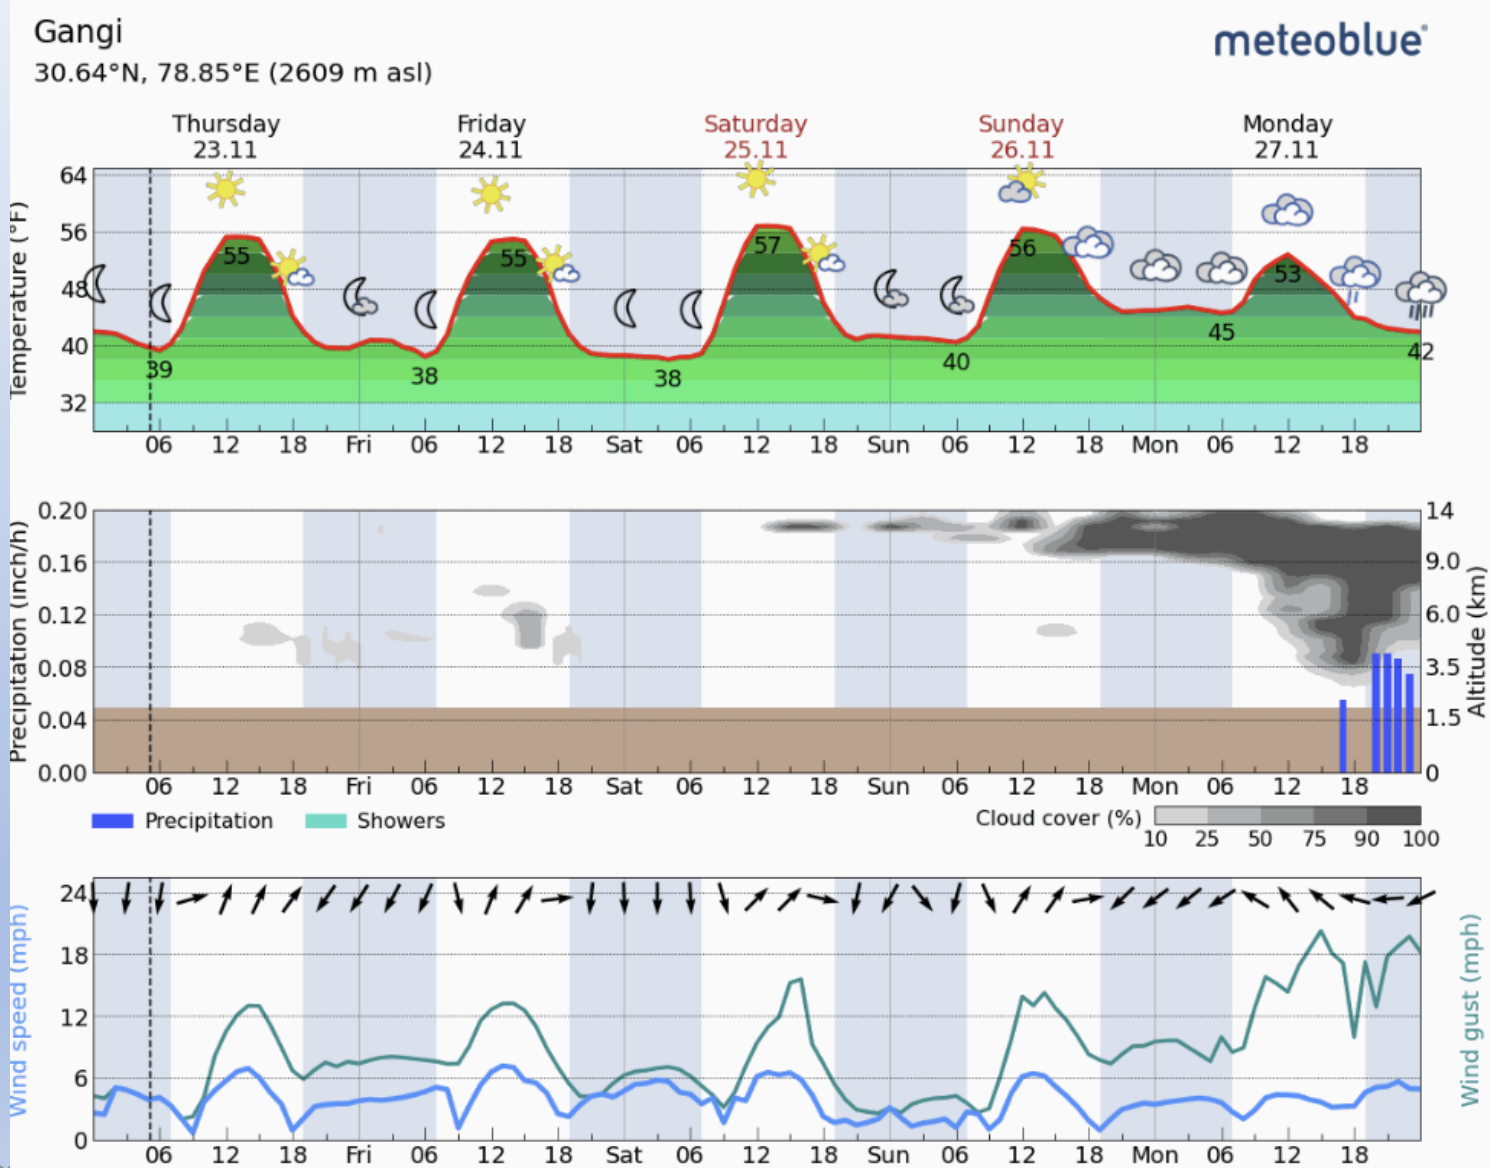 Gangi
meteoblue
30.64°N, 78.85°E (2609 m asl)
Thursday Friday Saturday Sunday Monday
23.11 24.11 25.11 26.11 27.11
Temperature (°F)
64
56
48
40
32
55 55 57 56 53
39 38 38 40 45 42
06 12 18 Fri 06 12 18 Sat 06 12 18 Sun 06 12 18 Mon 06 12 18
Precipitation (inch/h)
0.20
0.16
0.12
0.08
0.04
0.00
14
9.0
6.0
3.5
1.5
0
Altitude (km)
06 12 18 Fri 06 12 18 Sat 06 12 18 Sun 06 12 18 Mon 06 12 18
Precipitation Showers
Cloud cover (%)
10 25 50 75 90 100
Wind speed (mph)
24
18
12
6
0
Wind gust (mph)
06 12 18 Fri 06 12 18 Sat 06 12 18 Sun 06 12 18 Mon 06 12 18